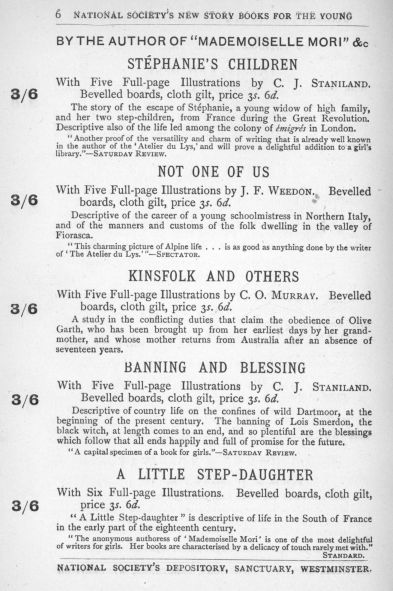 6 NATIONAL SOCIETY'S NEW STORY BOOKS FOR THE YOUNG
BY THE AUTHOR OF "MADEMOISELLE MORI" &c
STÉPHANIE'S CHILDREN
With Five Full-page Illustrations by C. J. STANILAND.
3/6 Bevelled boards, cloth gilt, price 3s. 6d.
The story of the escape of Stéphanie, a young widow of high family,
and her two step-children, from France during the Great Revolution.
Descriptive also of the life led among the colony of émigrés in London.
"Another proof of the versatility and charm of writing that is already well known
in the author of the 'Atelier du Lys,' and will prove a delightful addition to a girl's
library."—SATURDAY REVIEW.
NOT ONE OF US
With Five Full-page Illustrations by J. F. WEEDON. Bevelled
3/6 boards, cloth gilt, price 3s. 6d.
Descriptive of the career of a young schoolmistress in Northern Italy,
and of the manners and customs of the folk dwelling in the valley of
Fiorasca.
"This charming picture of Alpine life . . . is as good as anything done by the writer
of 'The Atelier du Lys.'"—SPECTATOR.
KINSFOLK AND OTHERS
With Five Full-page Illustrations by C. O. MURRAY. Bevelled
3/6 boards, cloth gilt, price 3s. 6d.
A study in the conflicting duties that claim the obedience of Olive
Garth, who has been brought up from her earliest days by her grand-
mother, and whose mother returns from Australia after an absence of
seventeen years.
BANNING AND BLESSING
With Five Full-page Illustrations by C. J. STANILAND.
3/6 Bevelled boards, cloth gilt, price 3s. 6d.
Descriptive of country life on the confines of wild Dartmoor, at the
beginning of the present century. The banning of Lois Smerdon, the
black witch, at length comes to an end, and so plentiful are the blessings
which follow that all ends happily and full of promise for the future.
"A capital specimen of a book for girls."—SATURDAY REVIEW.
A LITTLE STEP-DAUGHTER
With Six Full-page Illustrations. Bevelled boards, cloth gilt,
3/6 price 3s. 6d.
"A Little Step-daughter" is descriptive of life in the South of France
in the early part of the eighteenth century.
"The anonymous authoress of 'Mademoiselle Mori' is one of the most delightful
of writers for girls. Her books are characterised by a delicacy of touch rarely met with."
STANDARD.
NATIONAL SOCIETY'S DEPOSITORY, SANCTUARY, WESTMINSTER.